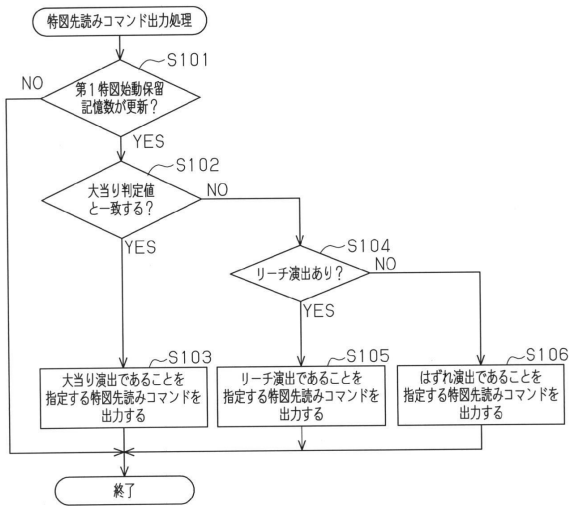 特図先読みコマンド出力処理
S101
NO
第1特図始動保留
記憶数が更新?
YES
S102
大当り判定値
と一致する?
NO
YES
S104
リーチ演出あり?
NO
YES
S103
大当り演出であることを
指定する特図先読みコマンドを
出力する
S105
リーチ演出であることを
指定する特図先読みコマンドを
出力する
S106
はずれ演出であることを
指定する特図先読みコマンドを
出力する
終了